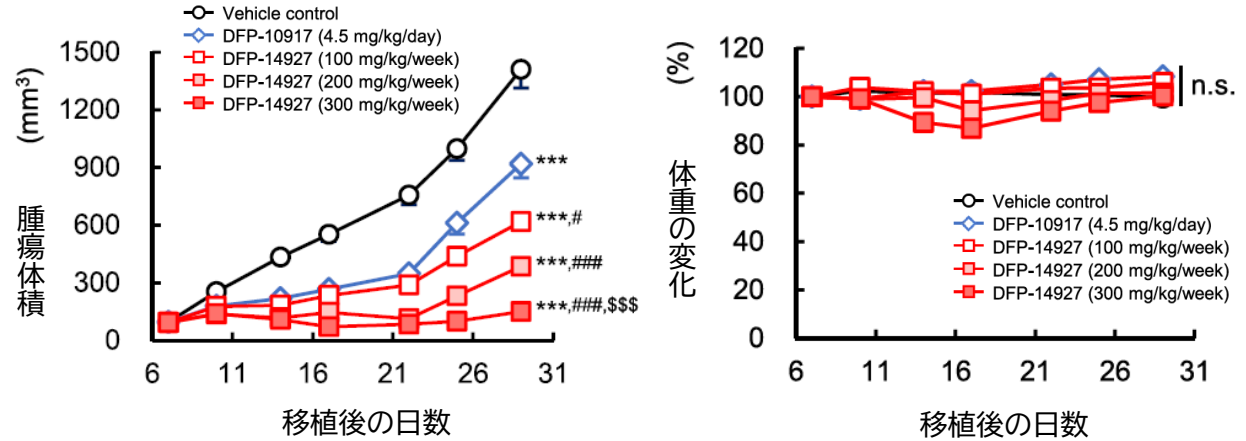 Vehicle control
DFP-10917 (4.5 mg/kg/day)
DFP-14927 (100 mg/kg/week)
DFP-14927 (200 mg/kg/week)
DFP-14927 (300 mg/kg/week)
腫瘍体積 (mm³)
1500
1200
900
600
300
0
***
***,#
***,###
***,###,$$$
6 11 16 21 26 31
移植後の日数
体重の変化 (%)
120
100
80
60
40
20
0
n.s.
Vehicle control
DFP-10917 (4.5 mg/kg/day)
DFP-14927 (100 mg/kg/week)
DFP-14927 (200 mg/kg/week)
DFP-14927 (300 mg/kg/week)
6 11 16 21 26 31
移植後の日数